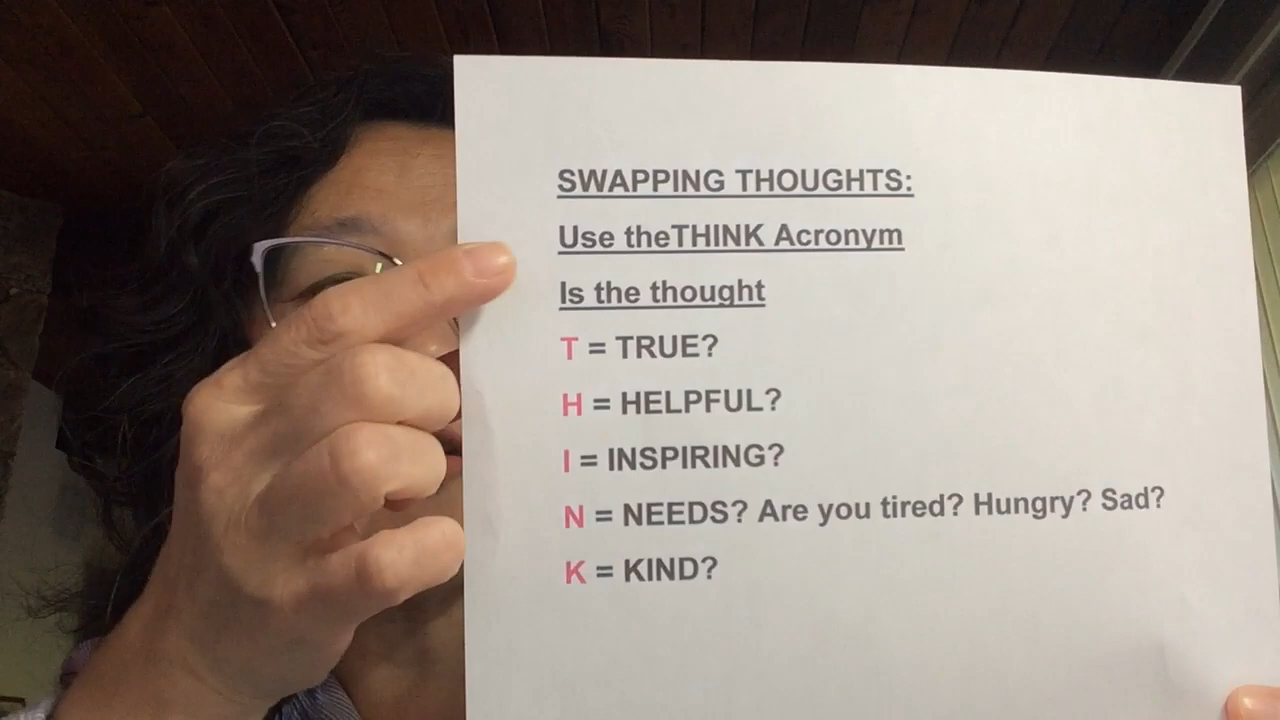 SWAPPING THOUGHTS:
Use theTHINK Acronym
Is the thought
T = TRUE?
H = HELPFUL?
I = INSPIRING?
N = NEEDS? Are you tired? Hungry? Sad?
K = KIND?